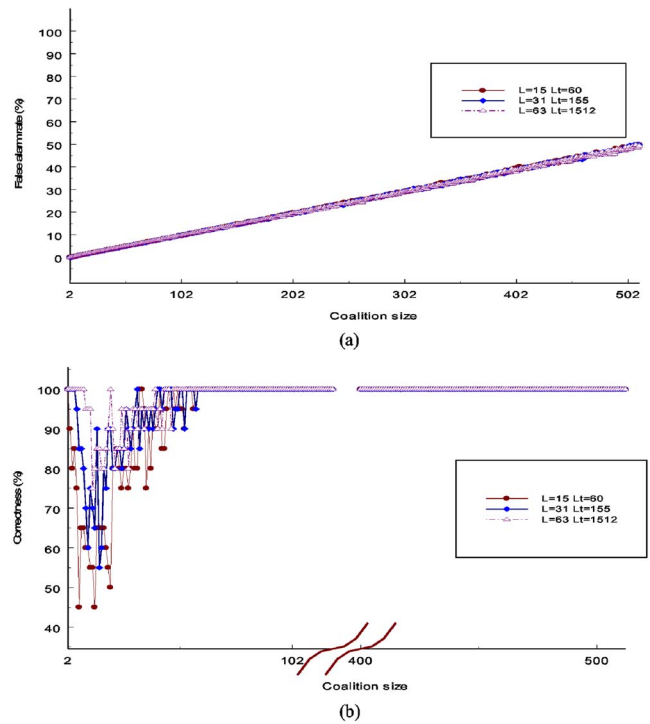 100
90
80
70
60
50
40
30
20
10
0
False alarm rate (%)
L=15 Lt=60
L=31 Lt=155
L=63 Lt=1512
2 102 202 302 402 502
Coalition size
(a)
100
90
80
70
60
50
40
Correctness (%)
L=15 Lt=60
L=31 Lt=155
L=63 Lt=1512
2 102 400 500
Coalition size
(b)